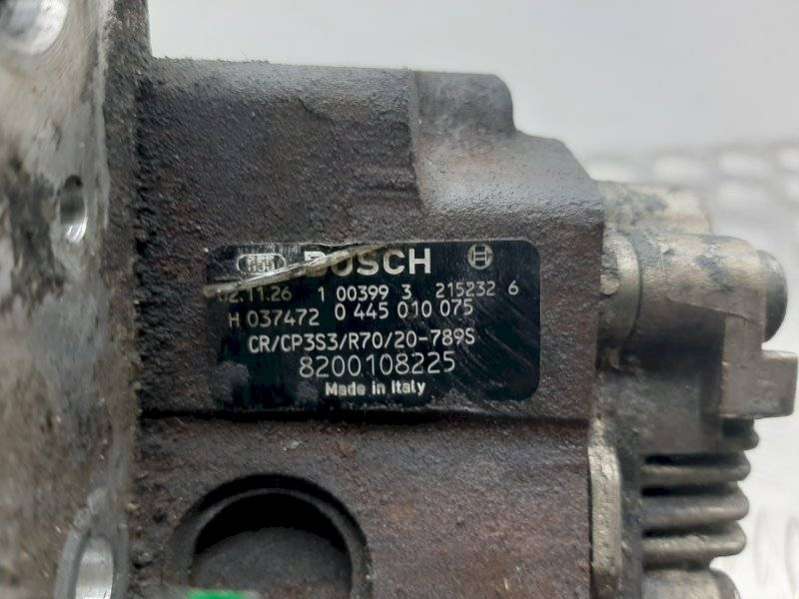 BOSCH
02.11.26 1 00399 3 215232 6
H 037472 0 445 010 075
CR/CP3S3/R70/20-789S
8200108225
Made in Italy